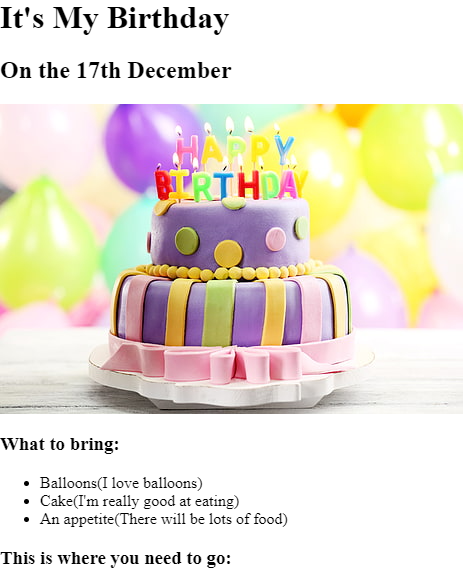 It's My Birthday
On the 17th December
HAPPY
BIRTHDAY
What to bring:
Balloons(I love balloons)
Cake(I'm really good at eating)
An appetite(There will be lots of food)
This is where you need to go: